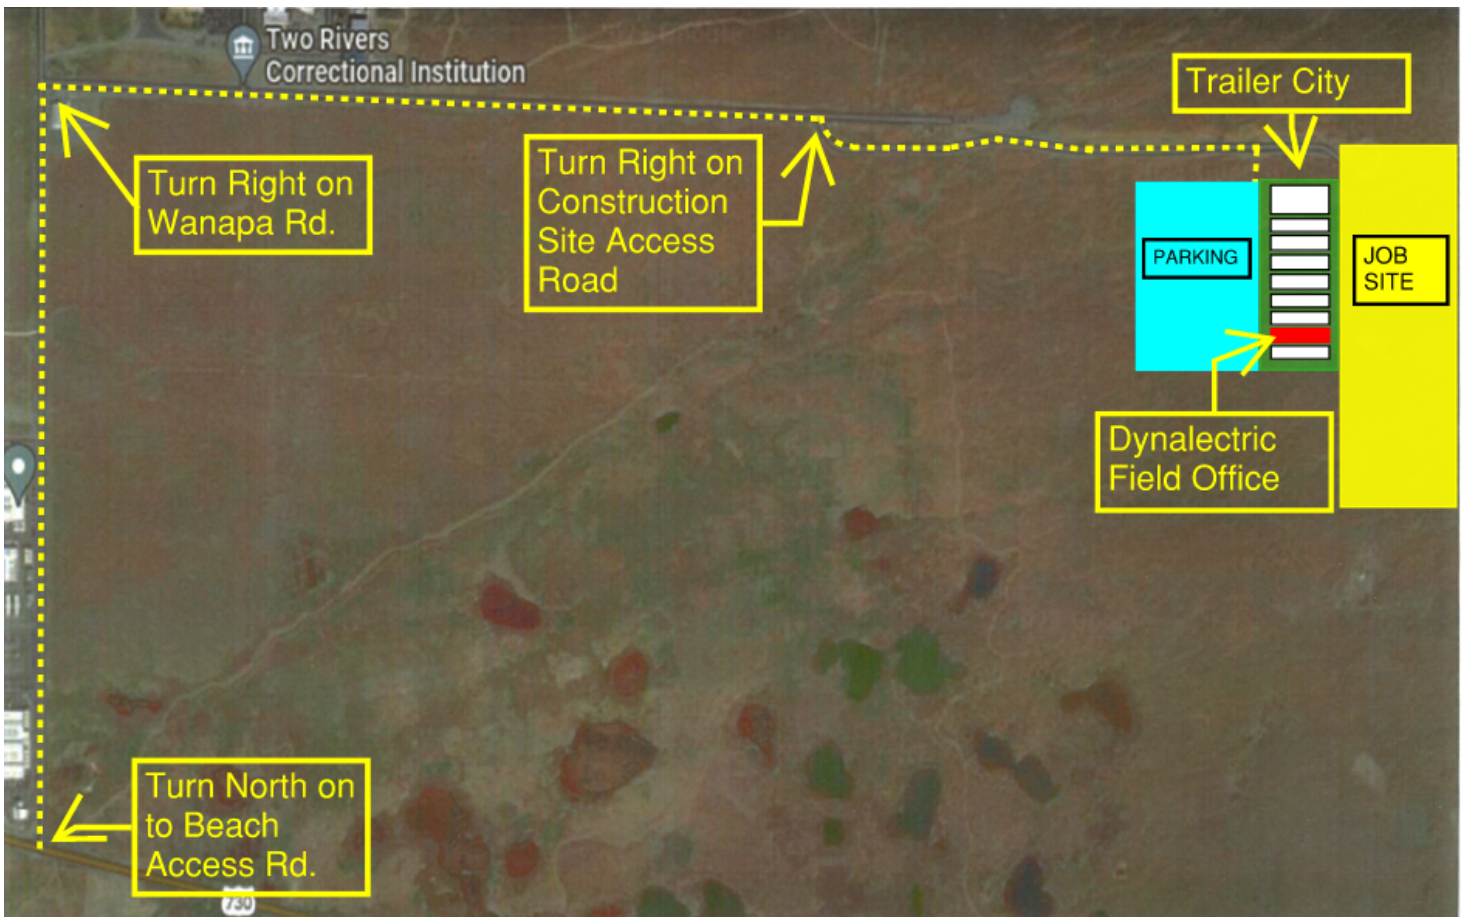 Two Rivers
Correctional Institution
Trailer City
Turn Right on
Wanapa Rd.
Turn Right on
Construction
Site Access
Road
PARKING
JOB
SITE
Dynalectric
Field Office
Turn North on
to Beach
Access Rd.
730